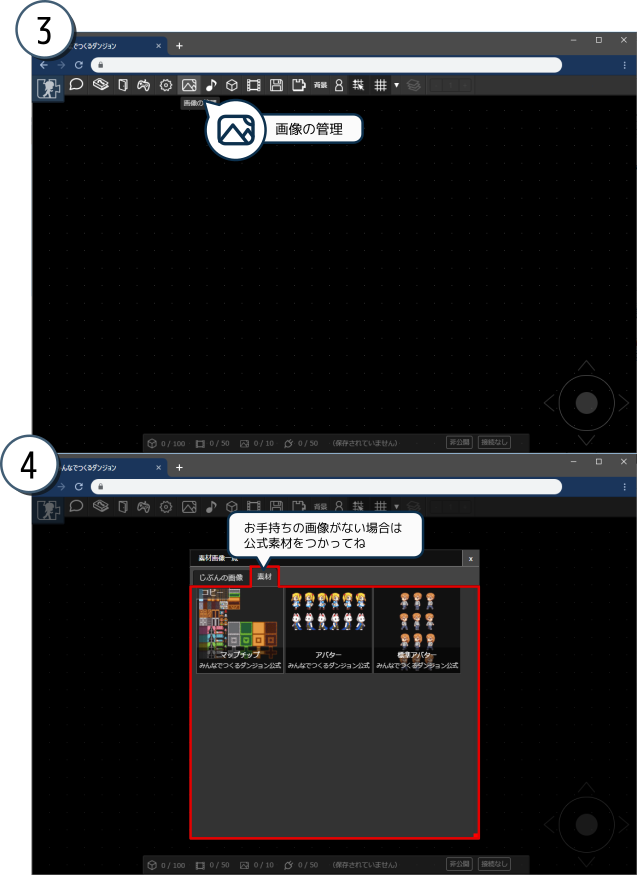 3
でつくるダンジョン
背景
画像の
画像の管理
0 / 100
0 / 50
0 / 10
0 / 50
(保存されていません)
非公開
接続なし
4
んなでつくるダンジョン
背景
お手持ちの画像がない場合は
公式素材をつかってね
素材画像一覧
x
じぶんの画像
素材
コピー
マップチップ
みんなでつくるダンジョン公式
アバター
みんなでつくるダンジョン公式
標準アバター
みんなでつくるダンジョン公式
0 / 100
0 / 50
0 / 10
0 / 50
(保存されていません)
非公開
接続なし